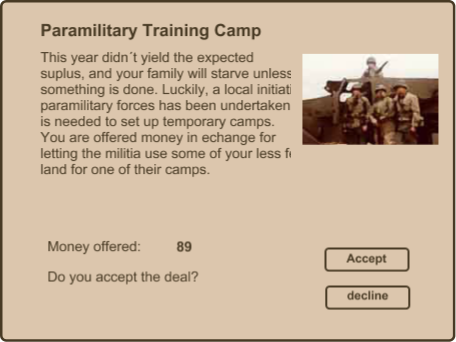 Paramilitary Training Camp
This year didn´t yield the expected
suplus, and your family will starve unless
something is done. Luckily, a local initiati
paramilitary forces has been undertaken
is needed to set up temporary camps.
You are offered money in echange for
letting the militia use some of your less fe
land for one of their camps.
Money offered: 89
Do you accept the deal?
Accept
decline